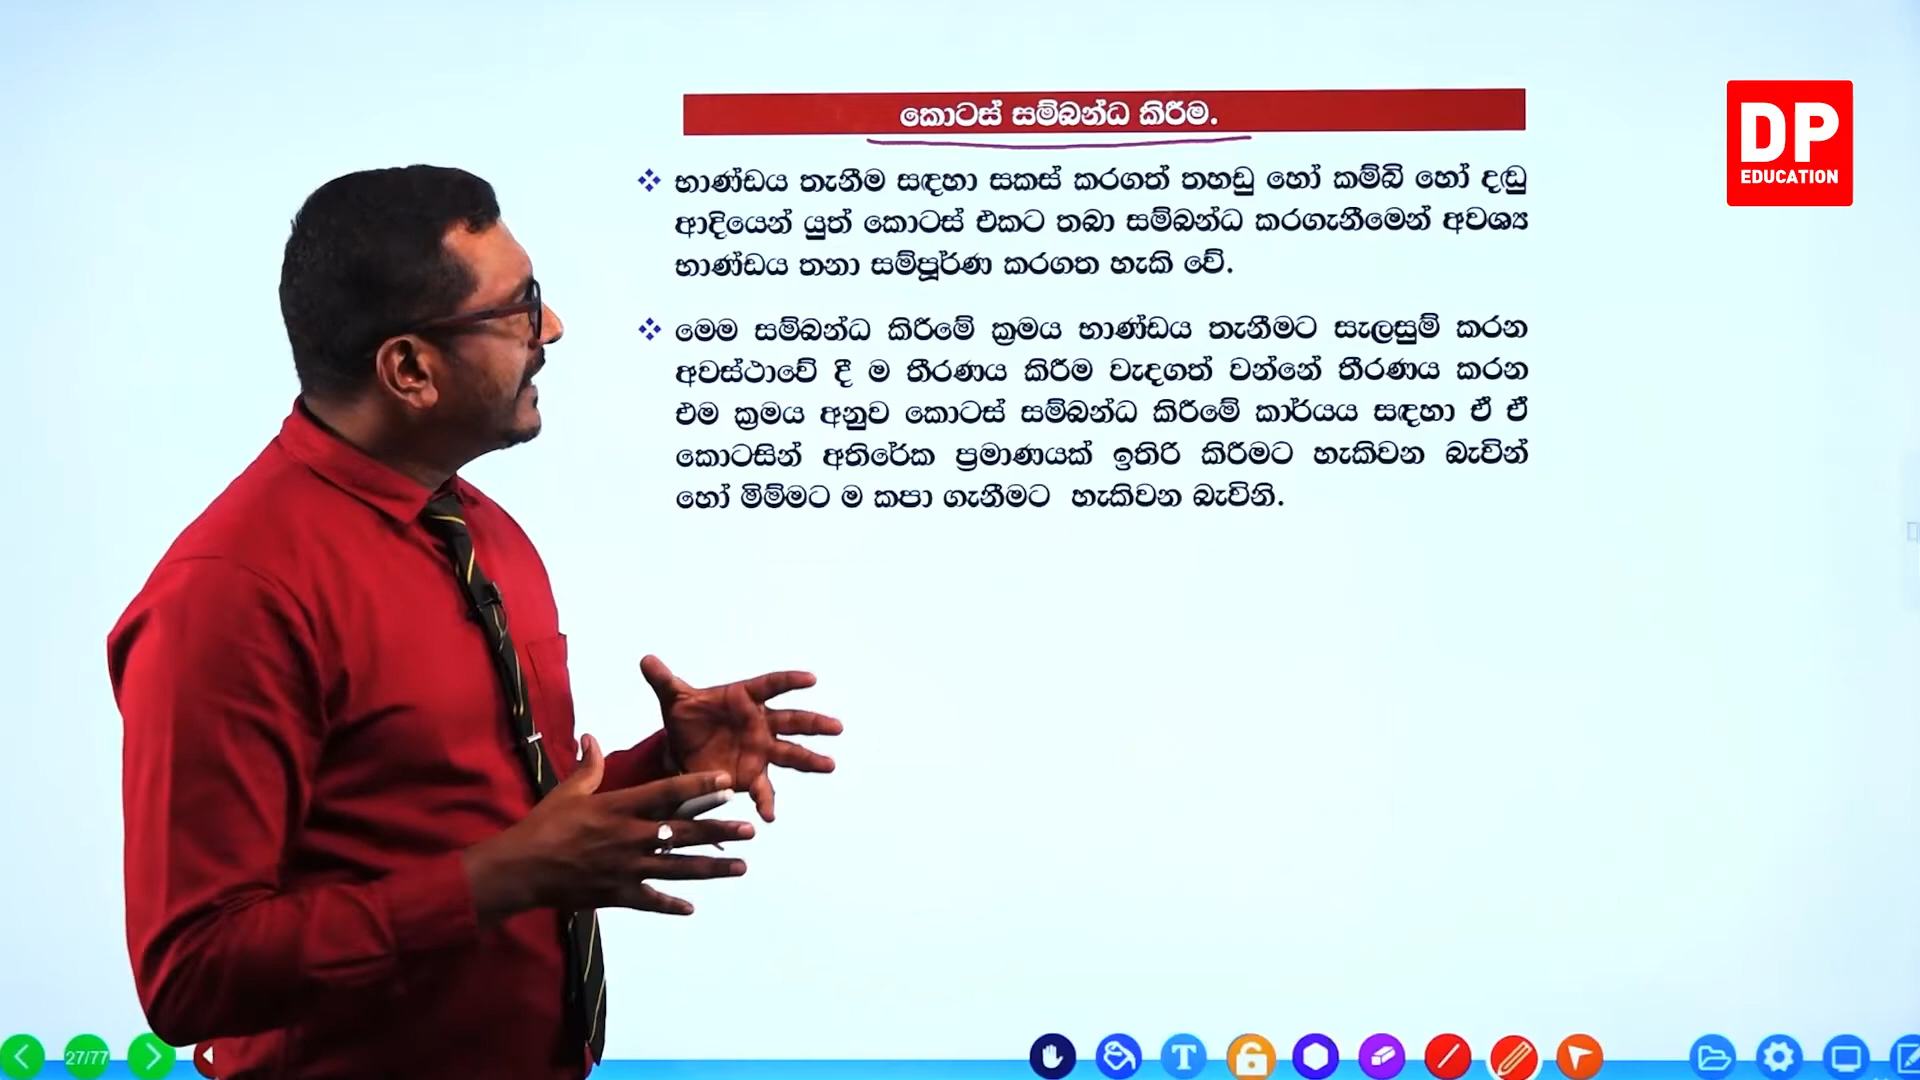 කොටස් සම්බන්ධ කිරීම.
DP
EDUCATION
භාණ්ඩය තැනීම සඳහා සකස් කරගත් තහඩු හෝ කම්බි හෝ දඬු
ආදියෙන් යුත් කොටස් එකට තබා සම්බන්ධ කරගැනීමෙන් අවශ්‍ය
භාණ්ඩය තනා සම්පූර්ණ කරගත හැකි වේ.
මෙම සම්බන්ධ කිරීමේ ක්‍රමය භාණ්ඩය තැනීමට සැලසුම් කරන
අවස්ථාවේ දී ම තීරණය කිරීම වැදගත් වන්නේ තීරණය කරන
එම ක්‍රමය අනුව කොටස් සම්බන්ධ කිරීමේ කාර්යය සඳහා ඒ ඒ
කොටසින් අතිරේක ප්‍රමාණයක් ඉතිරි කිරීමට හැකිවන බැවින්
හෝ මිම්මට ම කපා ගැනීමට හැකිවන බැවිනි.
27/77
T